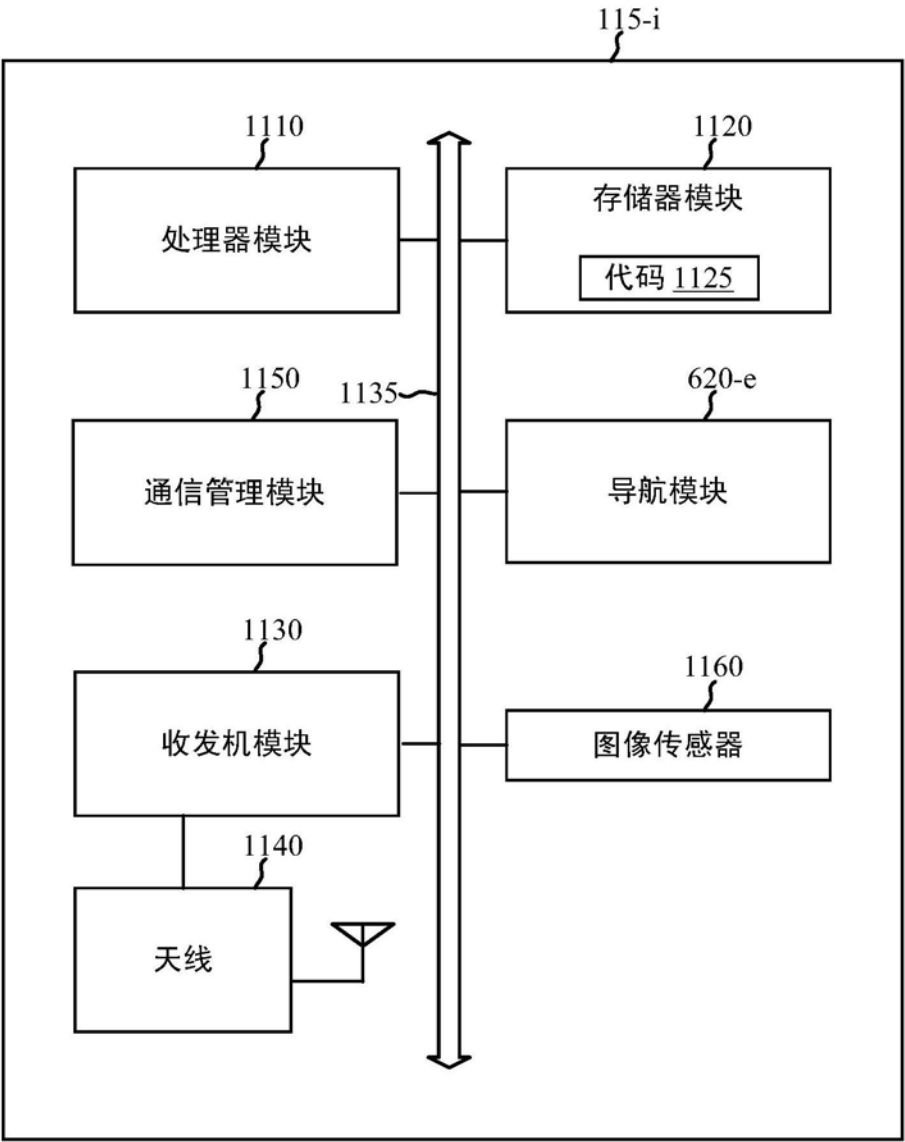 115-i
1110
1120
处理器模块
存储器模块
代码 1125
1150
1135
620-e
通信管理模块
导航模块
1130
1160
收发机模块
图像传感器
1140
天线